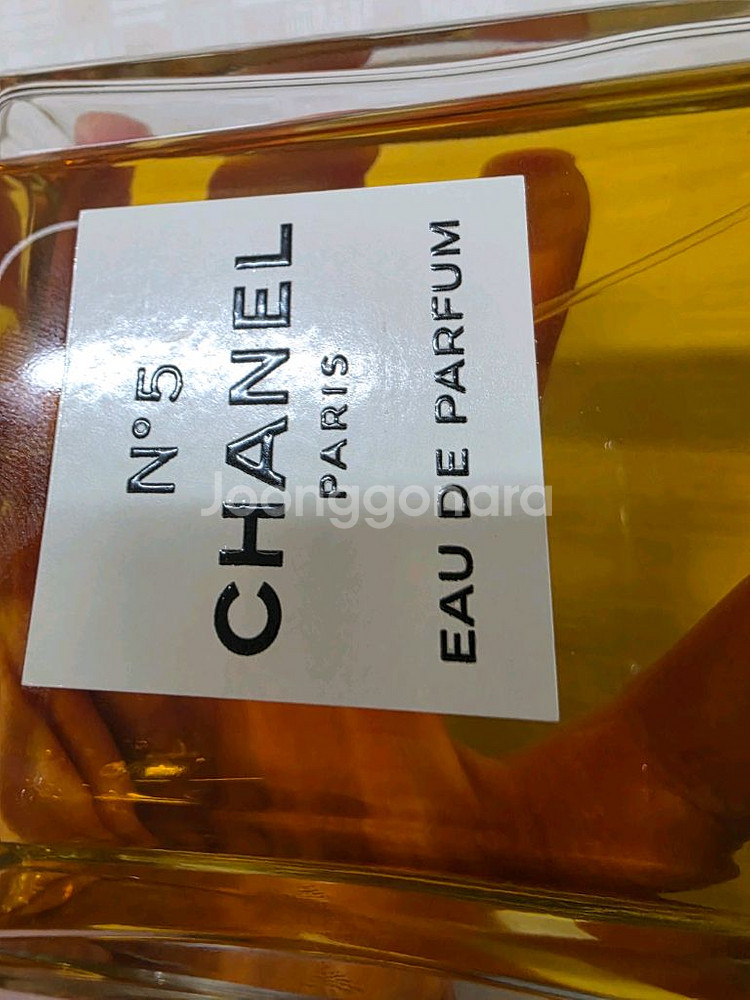 N°5
CHANEL
PARIS
EAU DE PARFUM
Joonggonara